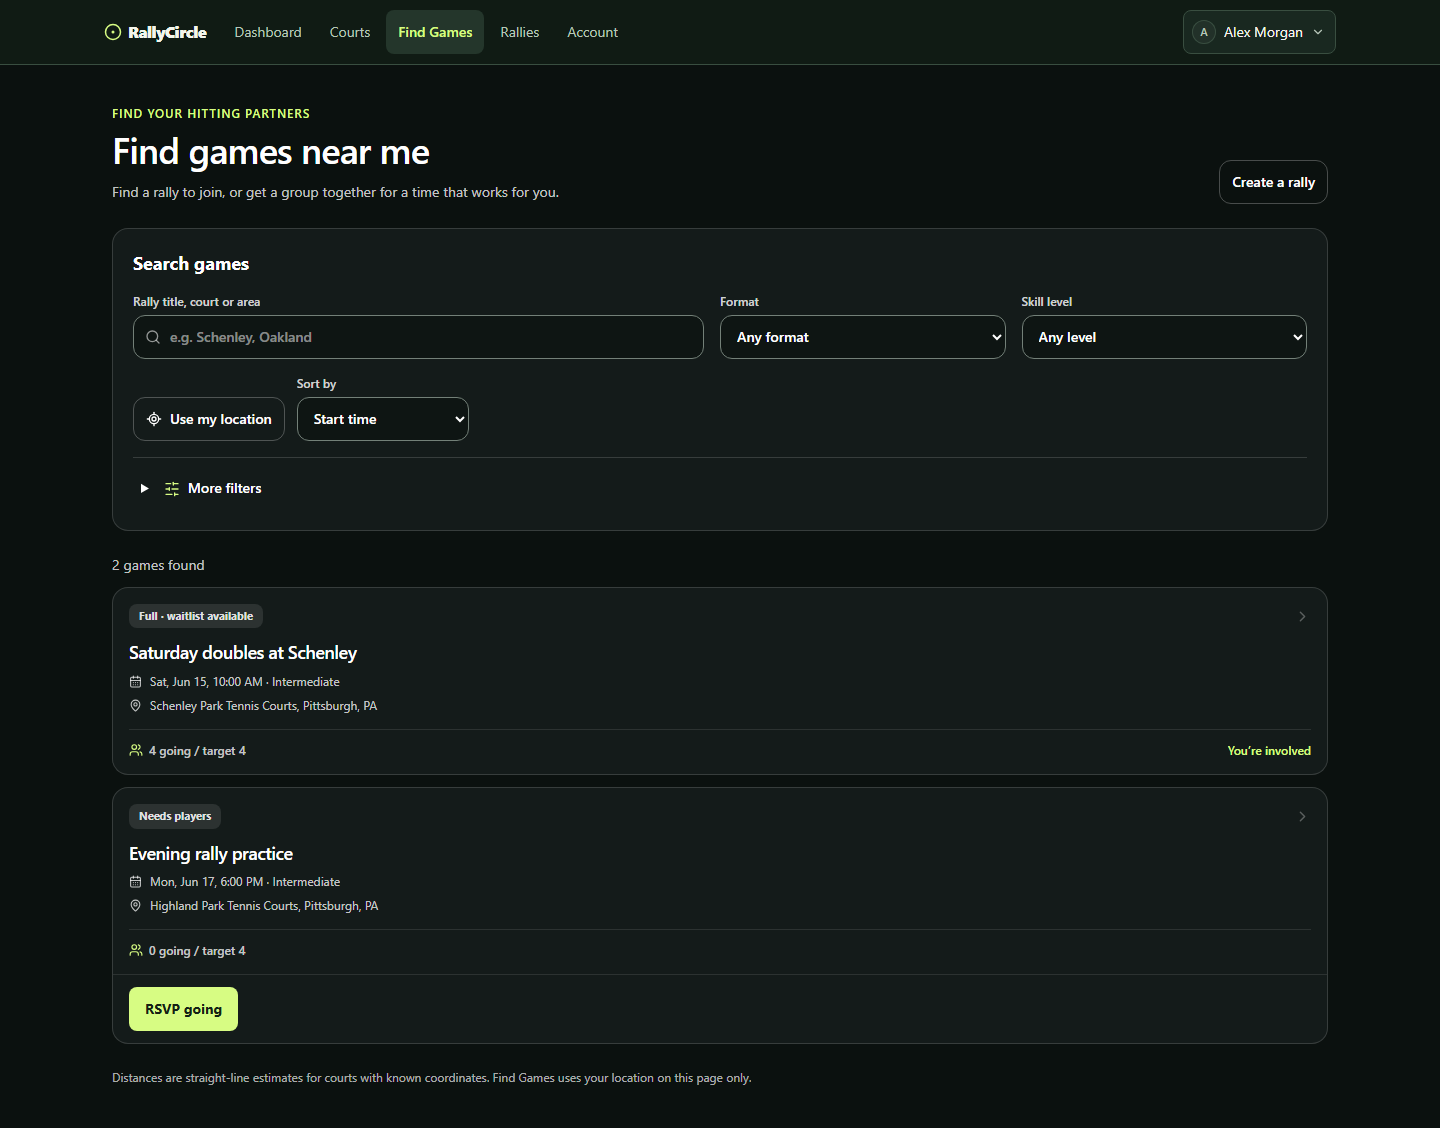 RallyCircle Dashboard Courts Find Games Rallies Account A Alex Morgan
FIND YOUR HITTING PARTNERS
Find games near me
Find a rally to join, or get a group together for a time that works for you.
Create a rally
Search games
Rally title, court or area Format Skill level
e.g. Schenley, Oakland Any format Any level
Sort by
Use my location Start time
More filters
2 games found
Full · waitlist available
Saturday doubles at Schenley
Sat, Jun 15, 10:00 AM · Intermediate
Schenley Park Tennis Courts, Pittsburgh, PA
4 going / target 4 You're involved
Needs players
Evening rally practice
Mon, Jun 17, 6:00 PM · Intermediate
Highland Park Tennis Courts, Pittsburgh, PA
0 going / target 4
RSVP going
Distances are straight-line estimates for courts with known coordinates. Find Games uses your location on this page only.